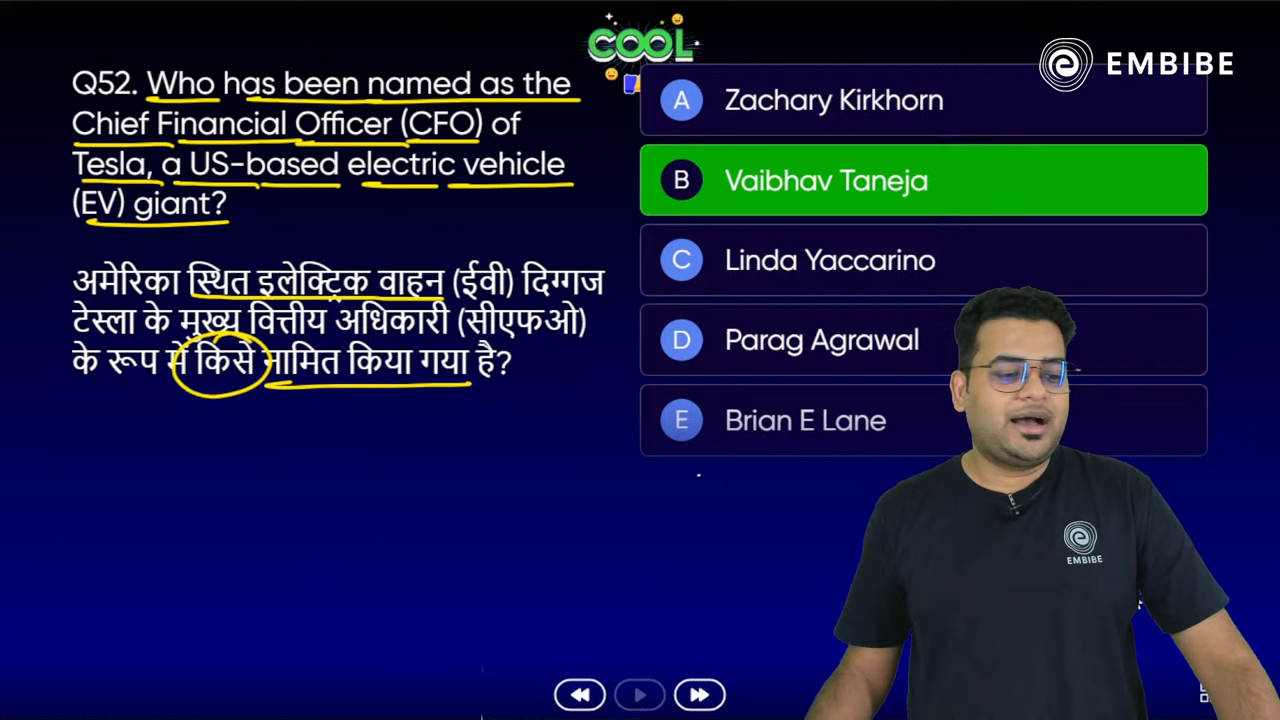 COOL
EMBIBE
Q52. Who has been named as the
Chief Financial Officer (CFO) of
Tesla, a US-based electric vehicle
(EV) giant?
अमेरिका स्थित इलेक्ट्रिक वाहन (ईवी) दिग्गज
टेस्ला के मुख्य वित्तीय अधिकारी (सीएफओ)
के रूप में किसे नामित किया गया है?
A Zachary Kirkhorn
B Vaibhav Taneja
C Linda Yaccarino
D Parag Agrawal
E Brian E Lane
EMBIBE